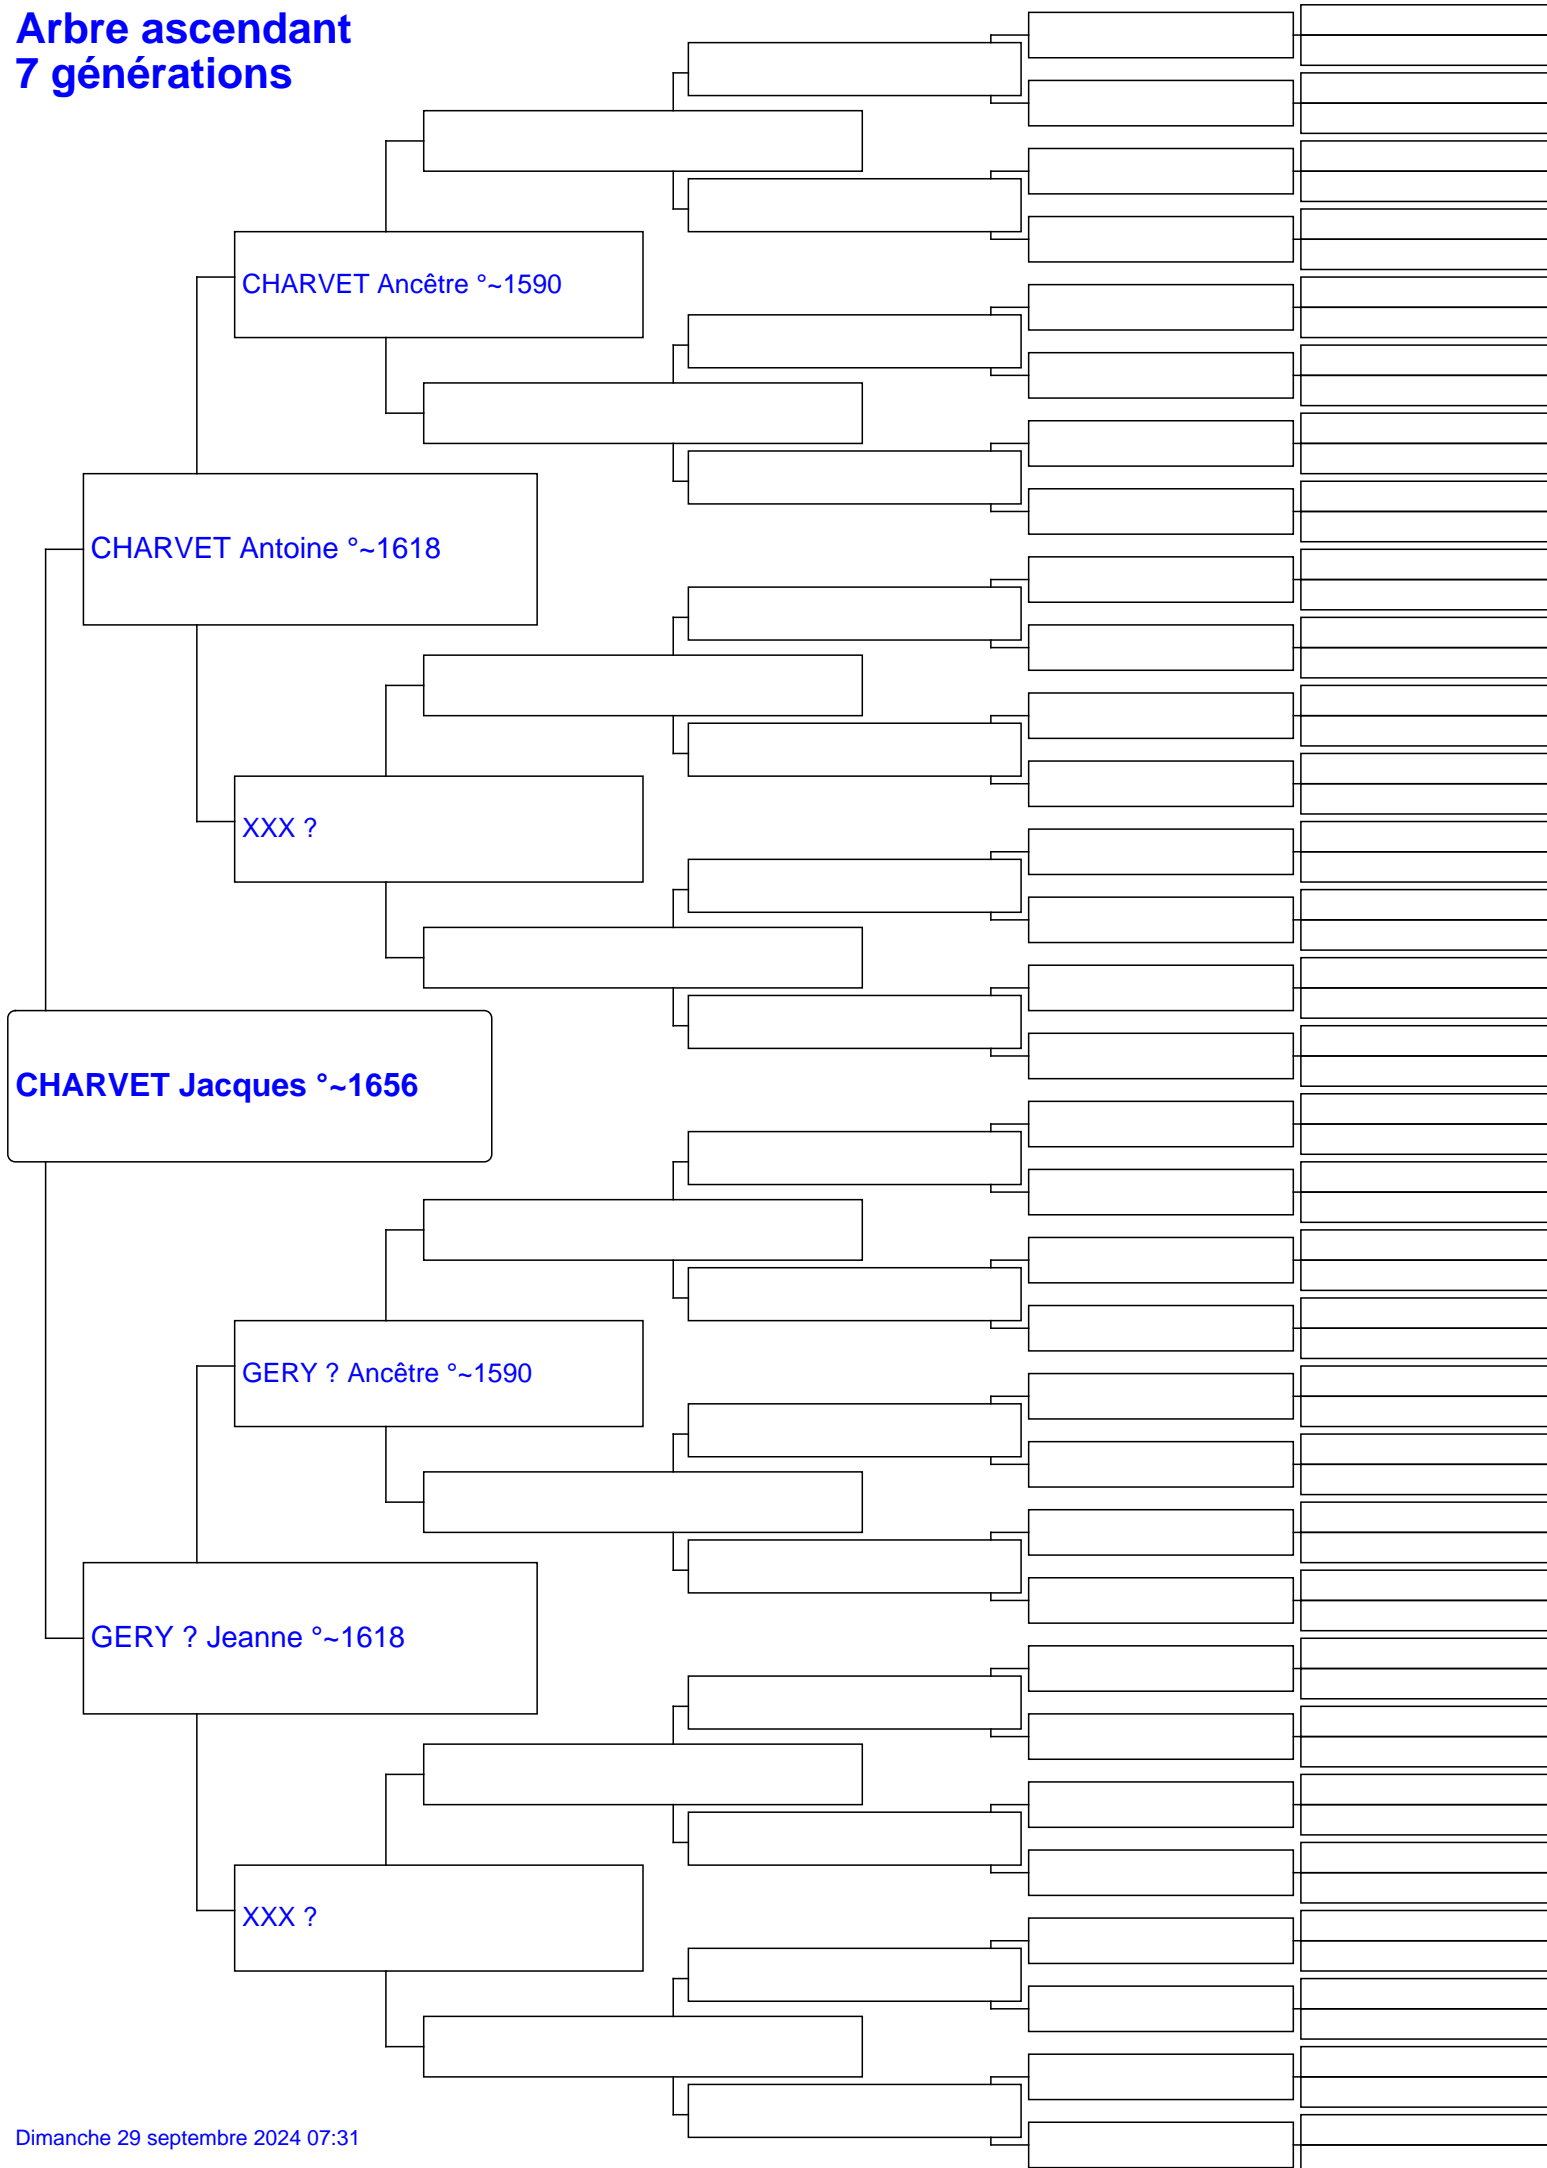 Arbre ascendant
7 générations
CHARVET Ancêtre °~1590
CHARVET Antoine °~1618
XXX ?
CHARVET Jacques °~1656
GERY ? Ancêtre °~1590
GERY ? Jeanne °~1618
XXX ?
Dimanche 29 septembre 2024 07:31